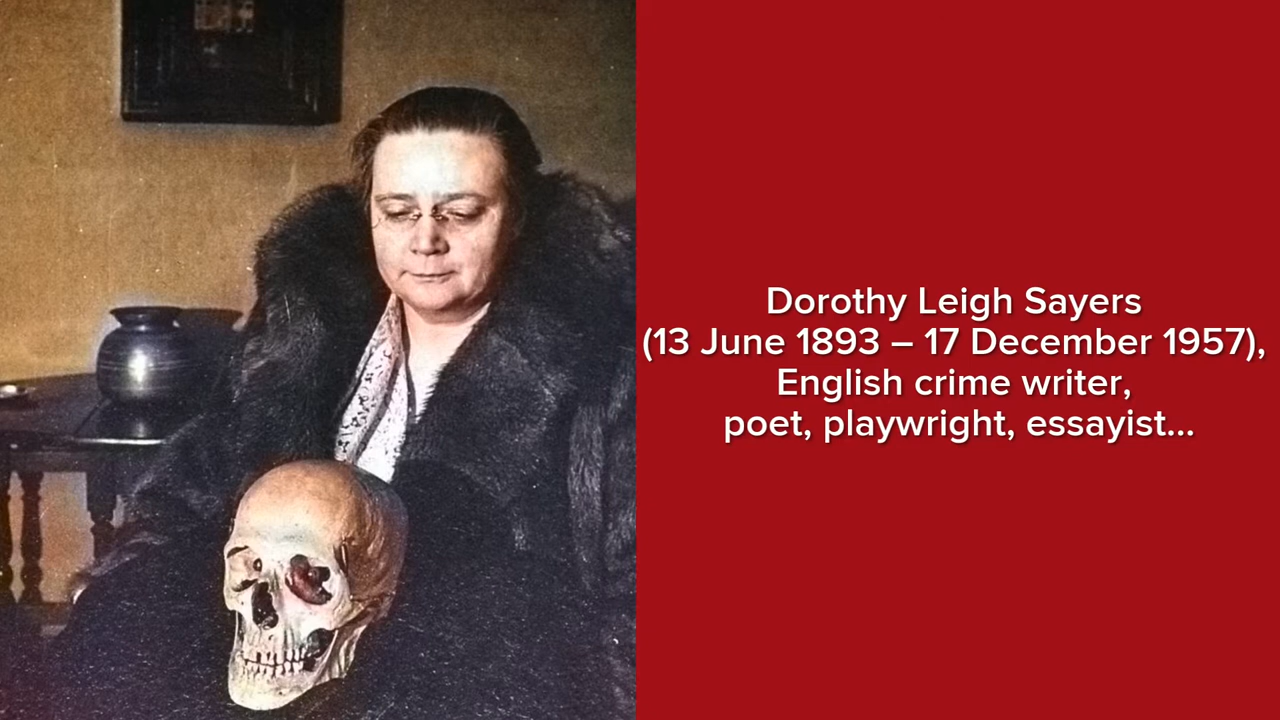 Dorothy Leigh Sayers
(13 June 1893 – 17 December 1957),
English crime writer,
poet, playwright, essayist...